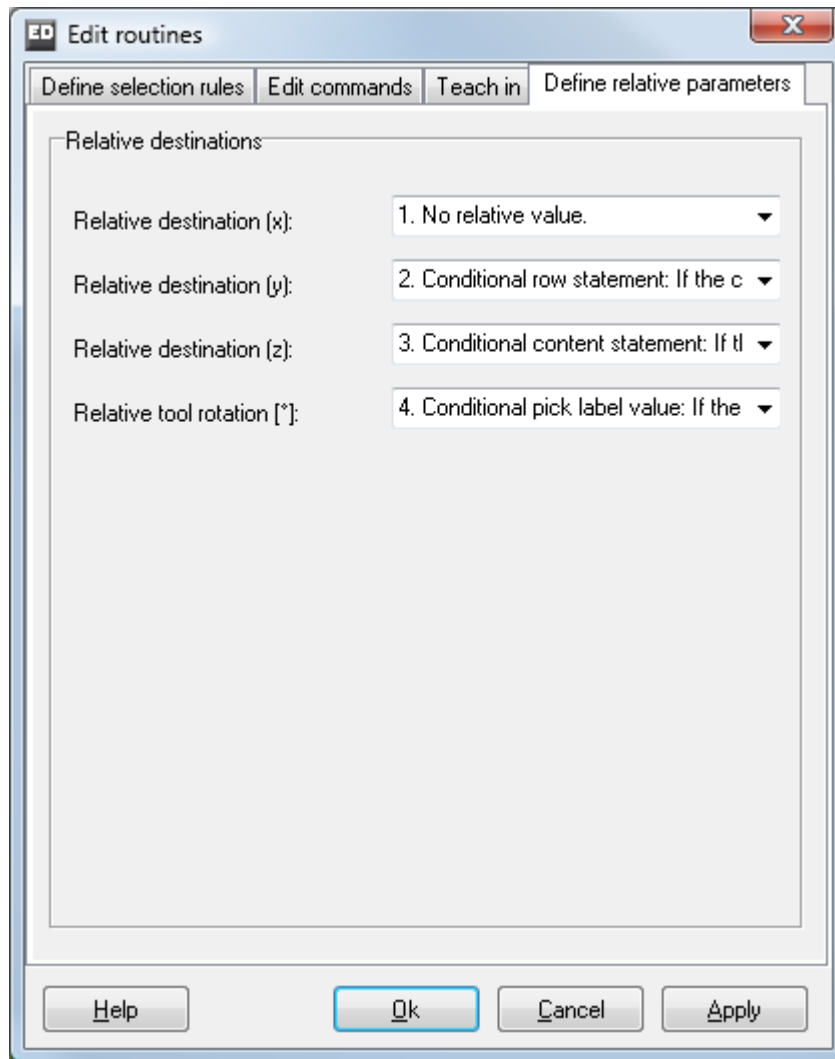 ED Edit routines
Define selection rules Edit commands Teach in Define relative parameters
Relative destinations
Relative destination (x): 1. No relative value.
Relative destination (y): 2. Conditional row statement: If the c
Relative destination (z): 3. Conditional content statement: If tl
Relative tool rotation [°]: 4. Conditional pick label value: If the
Help Ok Cancel Apply